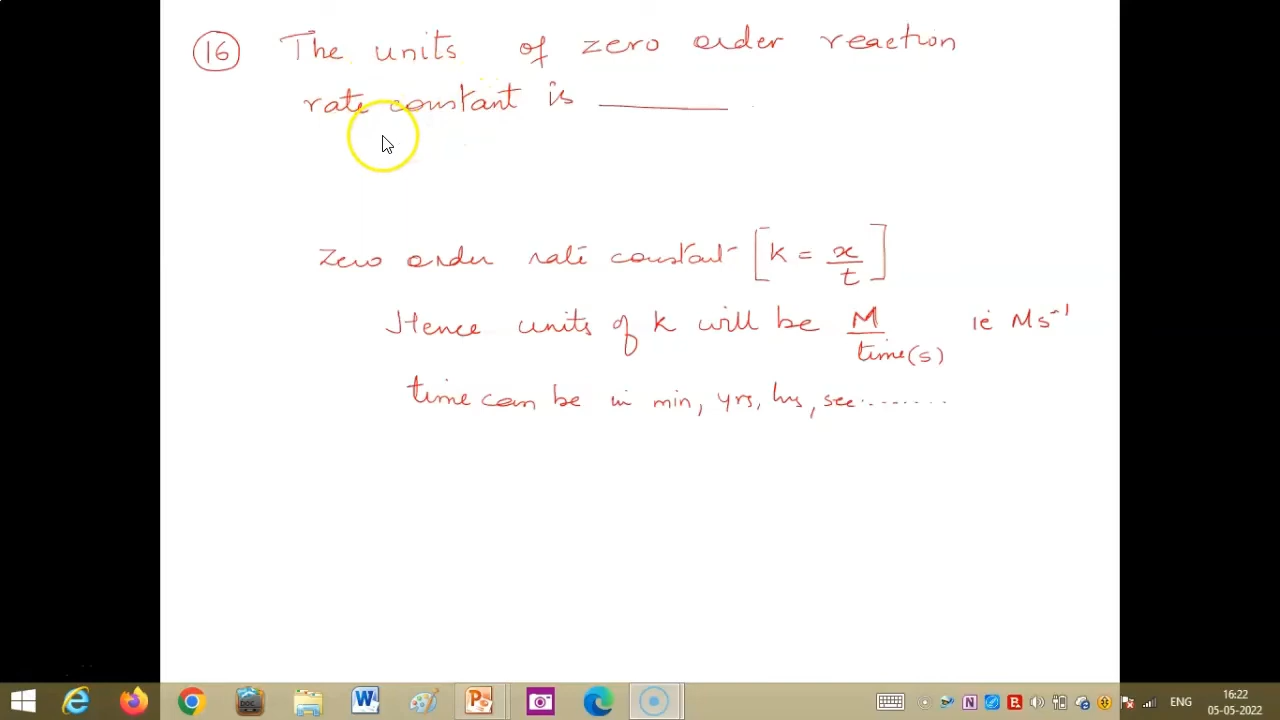 16 The units of zero order reaction
rate constant is ________
Zero order rate constant [k = x/t]
Hence units of k will be M/time(s) ie Ms⁻¹
time can be in min, yrs, hrs, sec........
ENG
16:22
05-05-2022